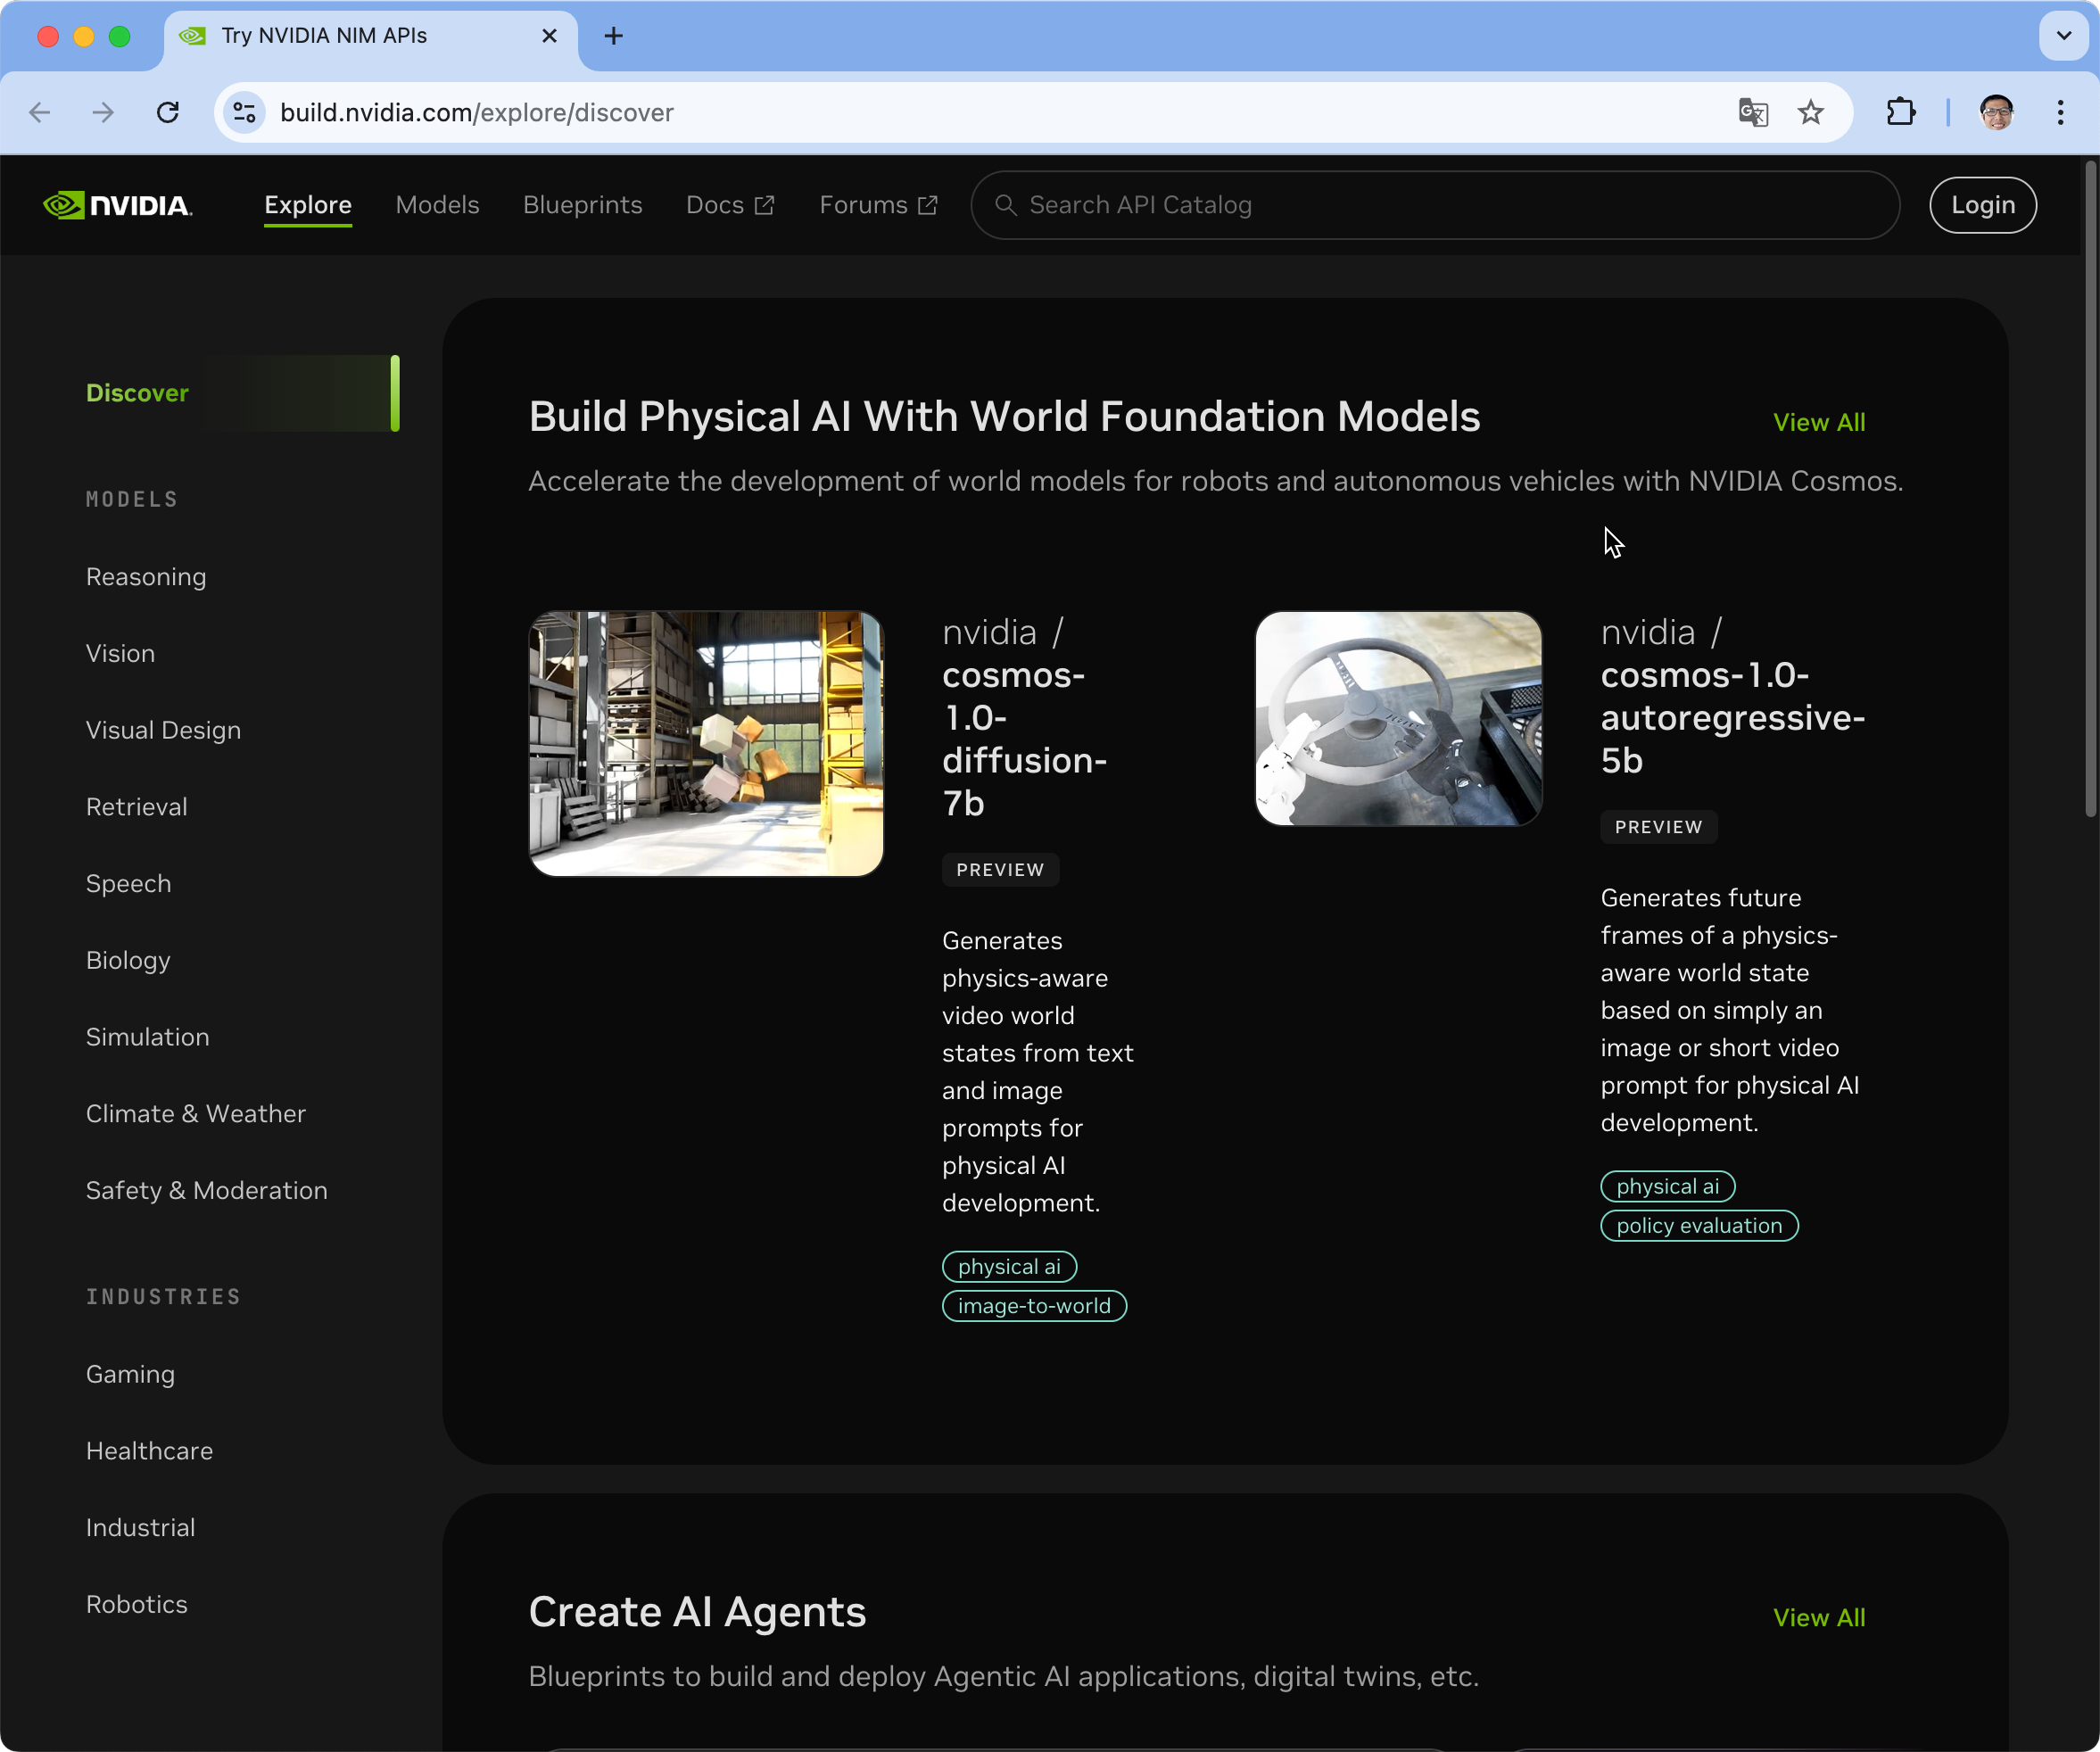 Try NVIDIA NIM APIs
build.nvidia.com/explore/discover
NVIDIA.
Explore
Models
Blueprints
Docs
Forums
Search API Catalog
Login
Discover
MODELS
Reasoning
Vision
Visual Design
Retrieval
Speech
Biology
Simulation
Climate & Weather
Safety & Moderation
INDUSTRIES
Gaming
Healthcare
Industrial
Robotics
Build Physical AI With World Foundation Models
View All
Accelerate the development of world models for robots and autonomous vehicles with NVIDIA Cosmos.
nvidia /
cosmos-
1.0-
diffusion-
7b
PREVIEW
Generates
physics-aware
video world
states from text
and image
prompts for
physical AI
development.
physical ai
image-to-world
nvidia /
cosmos-1.0-
autoregressive-
5b
PREVIEW
Generates future
frames of a physics-
aware world state
based on simply an
image or short video
prompt for physical AI
development.
physical ai
policy evaluation
Create AI Agents
View All
Blueprints to build and deploy Agentic AI applications, digital twins, etc.